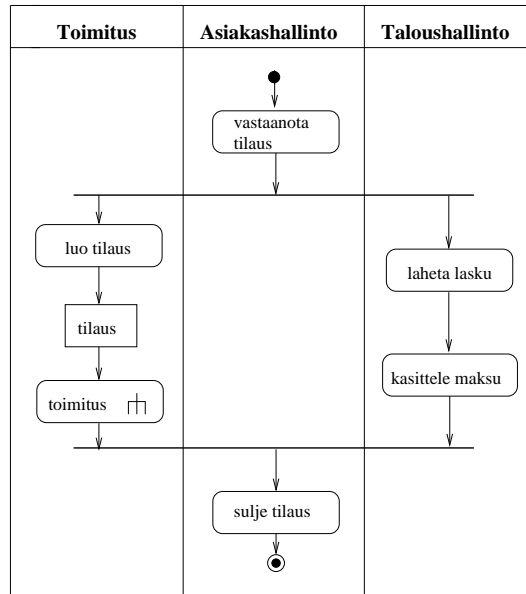 Toimitus
Asiakashallinto
Taloushallinto
vastaanota
tilaus
luo tilaus
laheta lasku
tilaus
kasittele maksu
toimitus
sulje tilaus